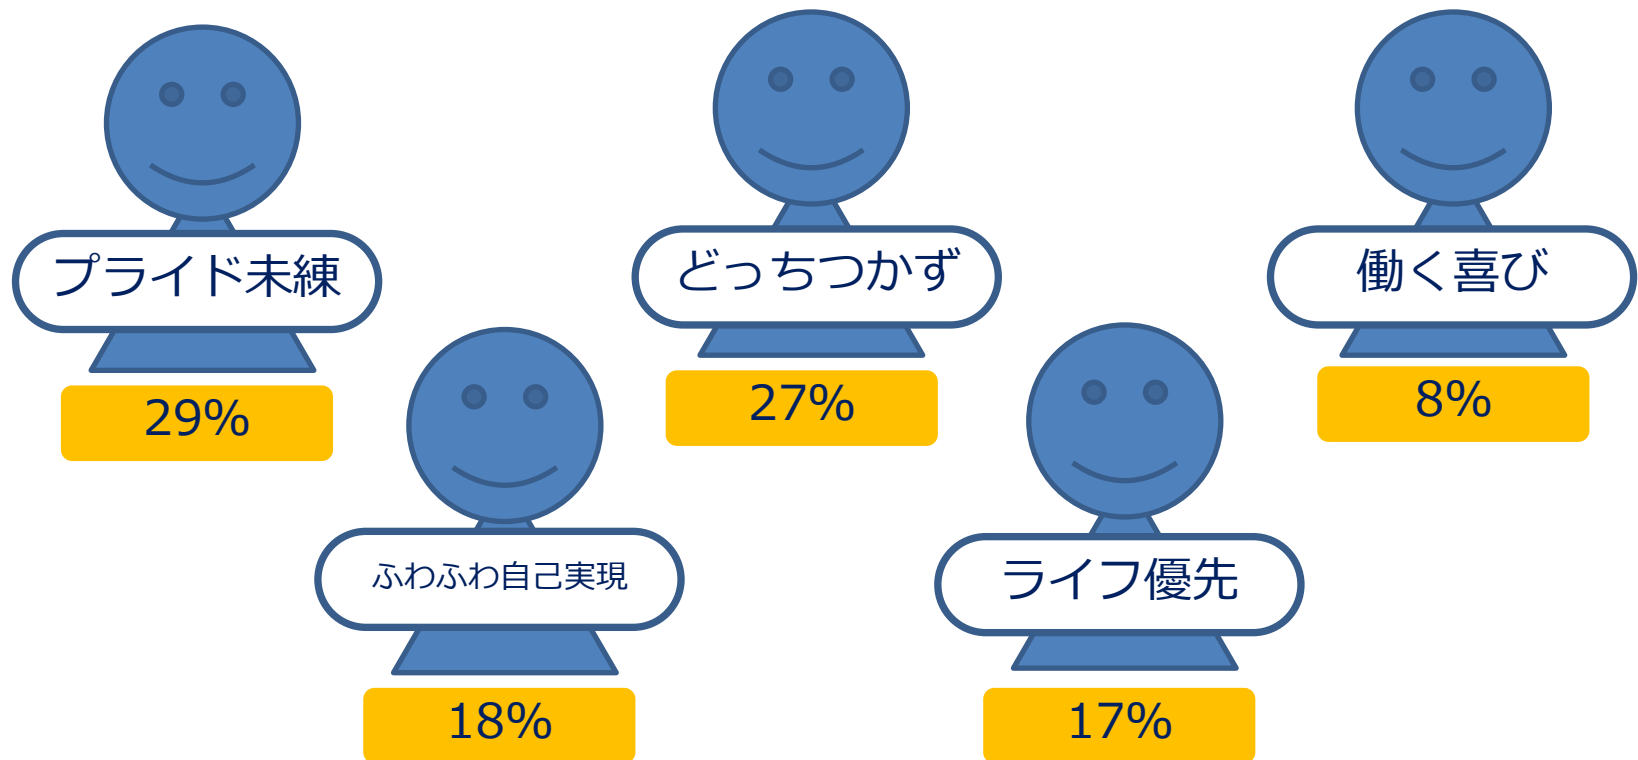 プライド未練
29%
ふわふわ自己実現
18%
どっちつかず
27%
ライフ優先
17%
働く喜び
8%